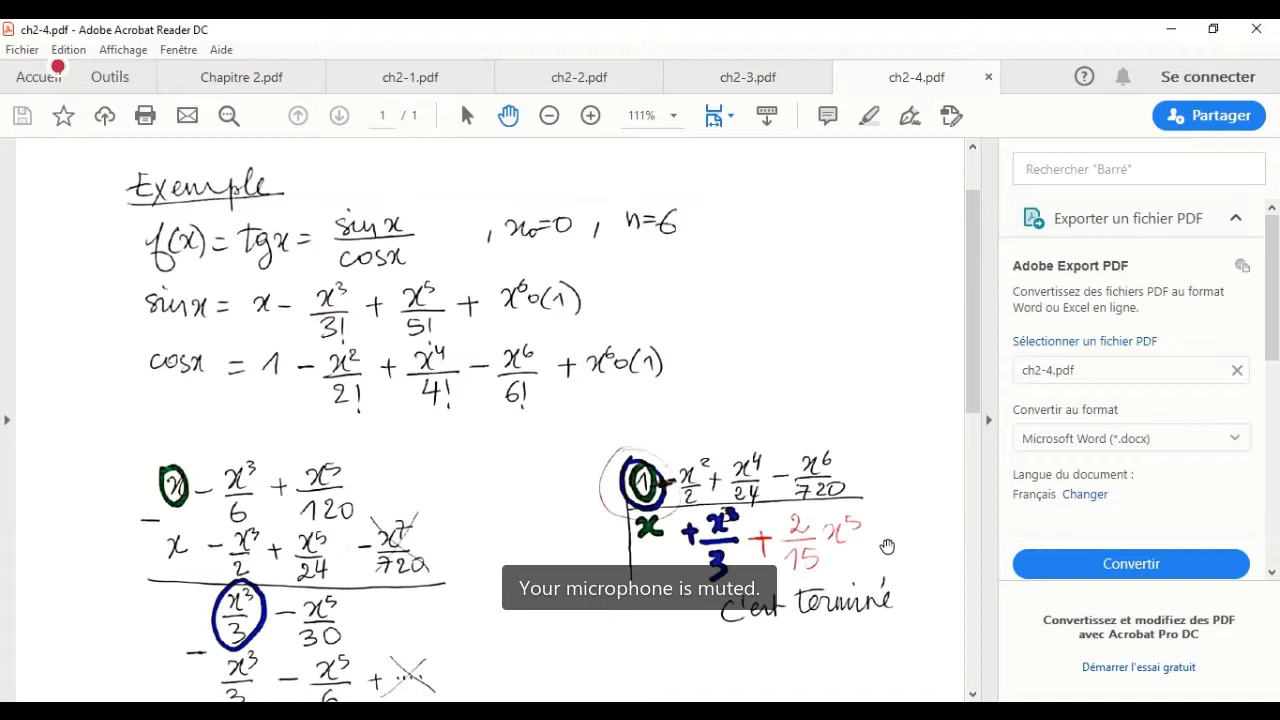 ch2-4.pdf - Adobe Acrobat Reader DC
Fichier Edition Affichage Fenêtre Aide
Accueil Outils Chapitre 2.pdf ch2-1.pdf ch2-2.pdf ch2-3.pdf ch2-4.pdf × ? Se connecter
1 / 1 111% Partager
Exemple
f(x) = tgx = sinx/cosx , x₀=0 , n=6
sinx = x - x³/3! + x⁵/5! + x⁶o(1)
cosx = 1 - x²/2! + x⁴/4! - x⁶/6! + x⁶o(1)
x - x³/6 + x⁵/120
- x - x³/2 + x⁵/24 - x⁷/720
x³/3 - x⁵/30
- x³/3 - x⁵/6 + ....
1 - x²/2 + x⁴/24 - x⁶/720
x + x³/3 + 2/15 x⁵
c'est terminé
Your microphone is muted.
Rechercher "Barré"
Exporter un fichier PDF
Adobe Export PDF
Convertissez des fichiers PDF au format
Word ou Excel en ligne.
Sélectionner un fichier PDF
ch2-4.pdf
Convertir au format
Microsoft Word (*.docx)
Langue du document :
Français Changer
Convertir
Convertissez et modifiez des PDF
avec Acrobat Pro DC
Démarrer l'essai gratuit